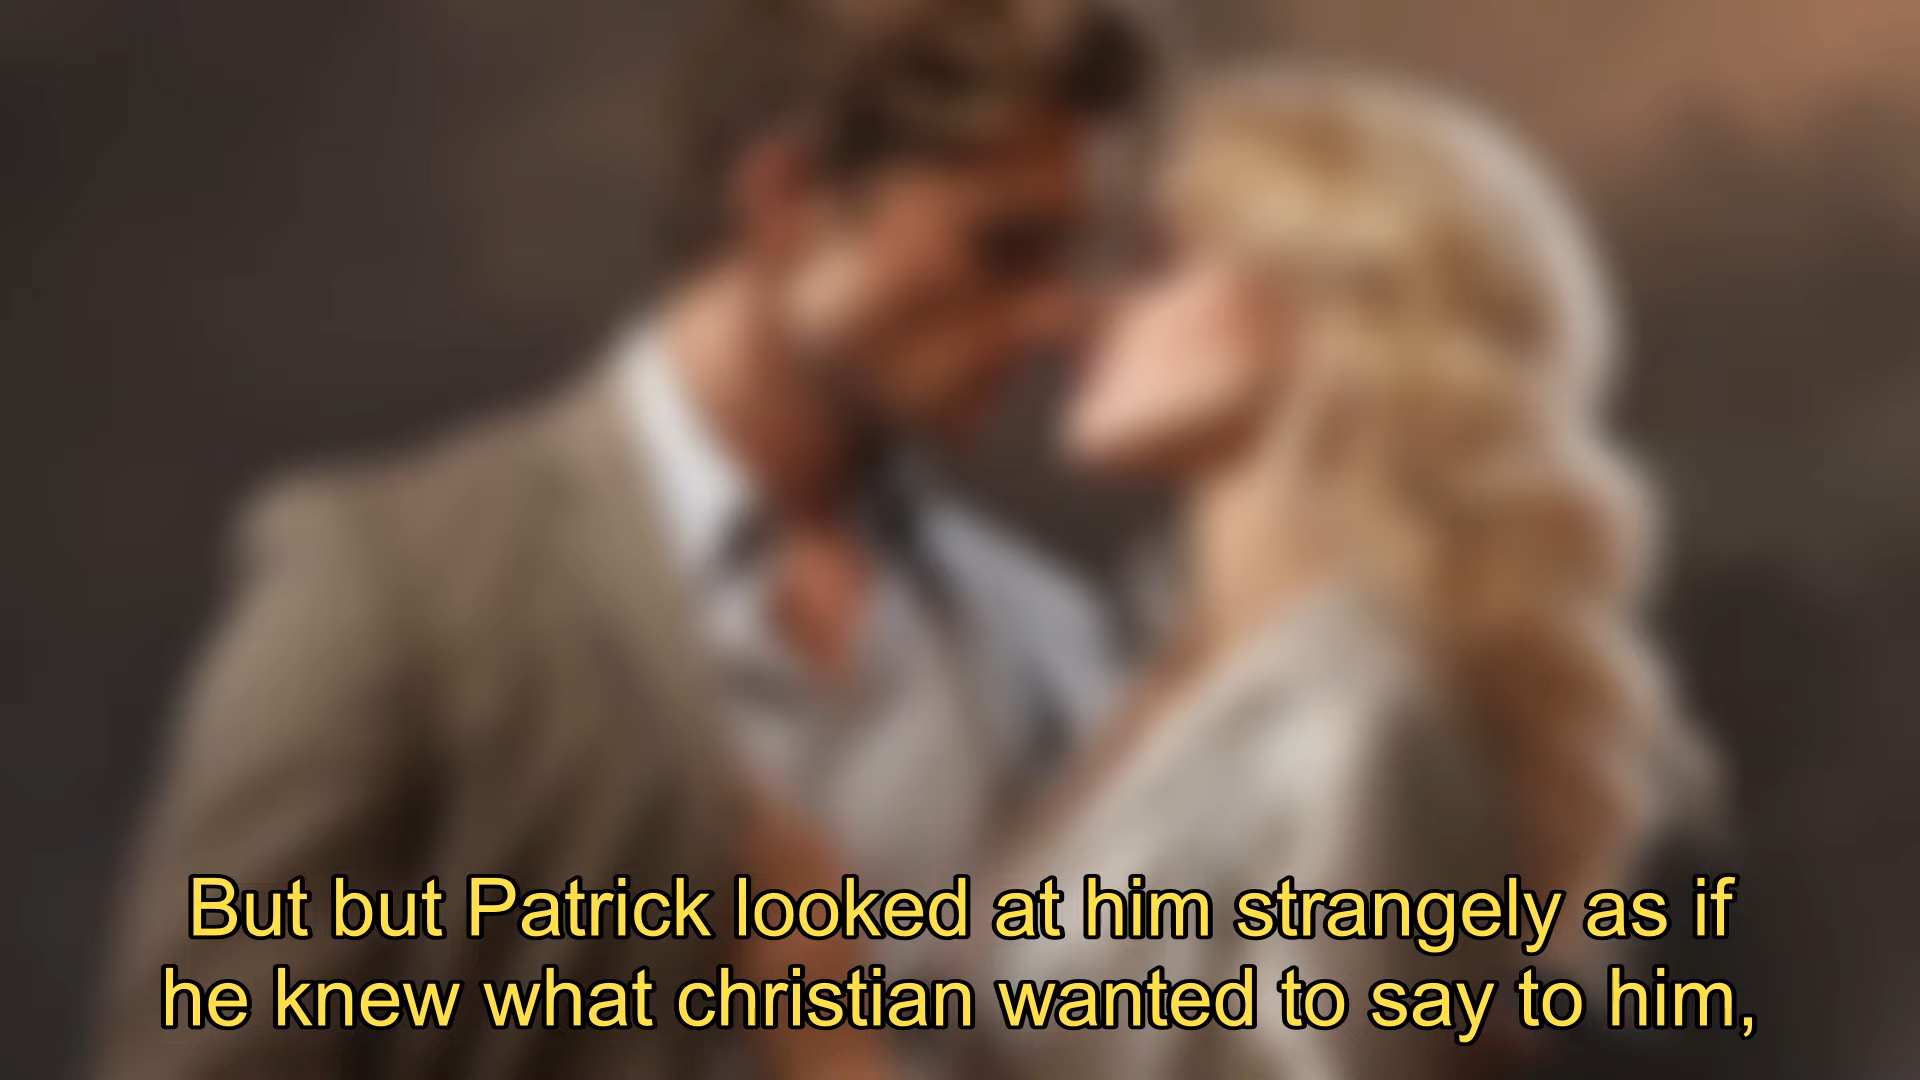 But but Patrick looked at him strangely as if
he knew what christian wanted to say to him,